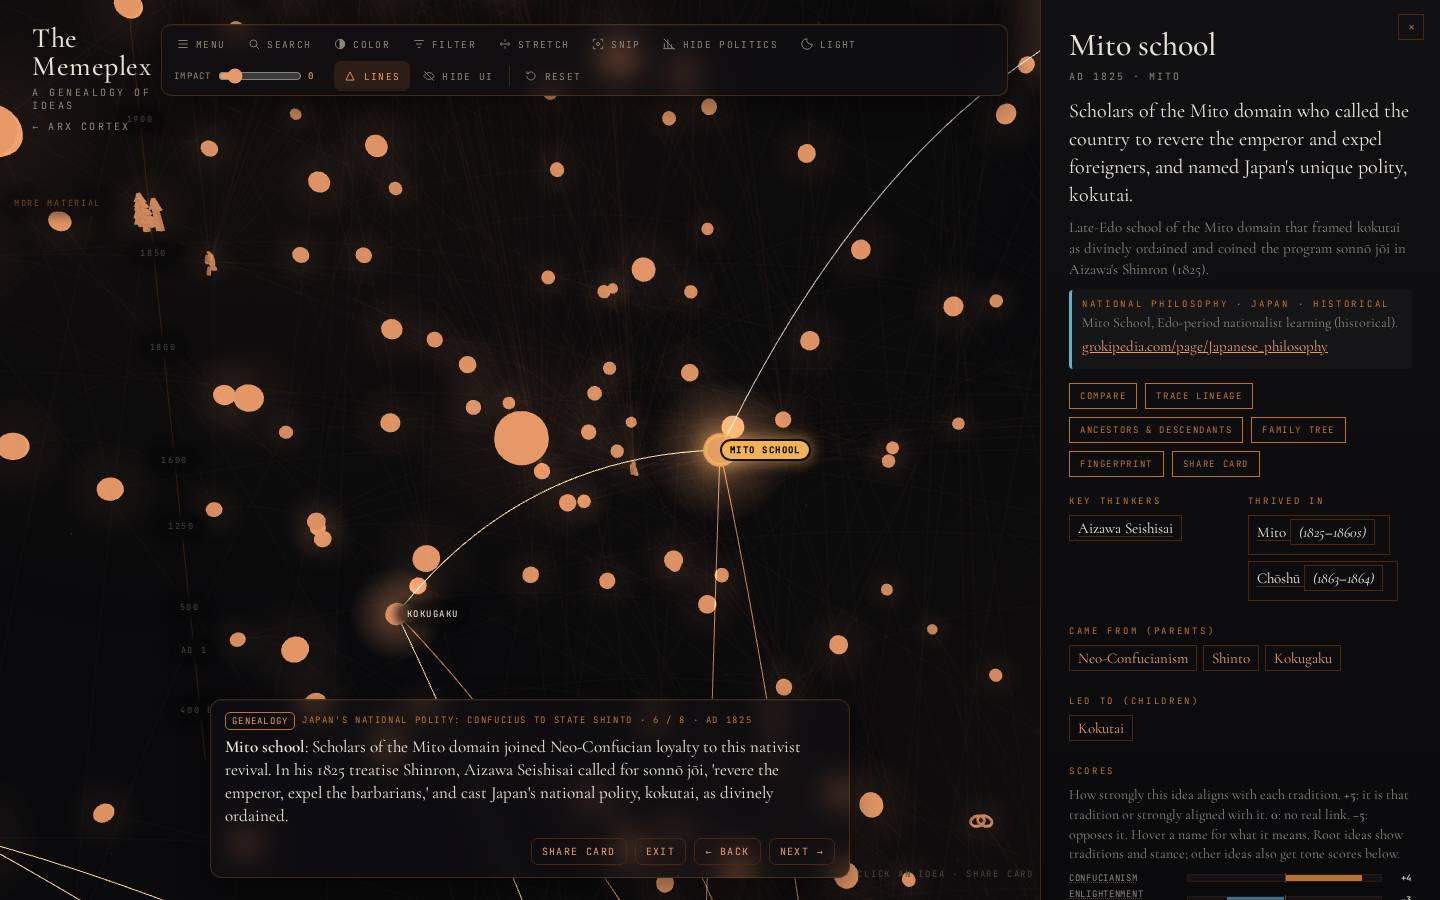 The
Memeplex
A GENEALOGY OF
IDEAS
← ARX CORTEX
MENU SEARCH COLOR FILTER STRETCH SNIP HIDE POLITICS LIGHT
IMPACT 0 LINES HIDE UI RESET
1900
MORE MATERIAL
1850
1800
1600
1250
500
AD 1
400
MITO SCHOOL
KOKUGAKU
GENEALOGY JAPAN'S NATIONAL POLITY: CONFUCIUS TO STATE SHINTO · 6 / 8 · AD 1825
Mito school: Scholars of the Mito domain joined Neo-Confucian loyalty to this nativist
revival. In his 1825 treatise Shinron, Aizawa Seishisai called for sonnō jōi, 'revere the
emperor, expel the barbarians,' and cast Japan's national polity, kokutai, as divinely
ordained.
SHARE CARD EXIT ← BACK NEXT →
CLICK AN IDEA · SHARE CARD
×
Mito school
AD 1825 · MITO
Scholars of the Mito domain who called the
country to revere the emperor and expel
foreigners, and named Japan's unique polity,
kokutai.
Late-Edo school of the Mito domain that framed kokutai
as divinely ordained and coined the program sonnō jōi in
Aizawa's Shinron (1825).
NATIONAL PHILOSOPHY · JAPAN · HISTORICAL
Mito School, Edo-period nationalist learning (historical).
grokipedia.com/page/Japanese_philosophy
COMPARE TRACE LINEAGE
ANCESTORS & DESCENDANTS FAMILY TREE
FINGERPRINT SHARE CARD
KEY THINKERS
Aizawa Seishisai
THRIVED IN
Mito (1825–1860s)
Chōshū (1863–1864)
CAME FROM (PARENTS)
Neo-Confucianism Shinto Kokugaku
LED TO (CHILDREN)
Kokutai
SCORES
How strongly this idea aligns with each tradition. +5: it is that
tradition or strongly aligned with it. 0: no real link. −5:
opposes it. Hover a name for what it means. Root ideas show
traditions and stance; other ideas also get tone scores below.
CONFUCIANISM +4
ENLIGHTENMENT